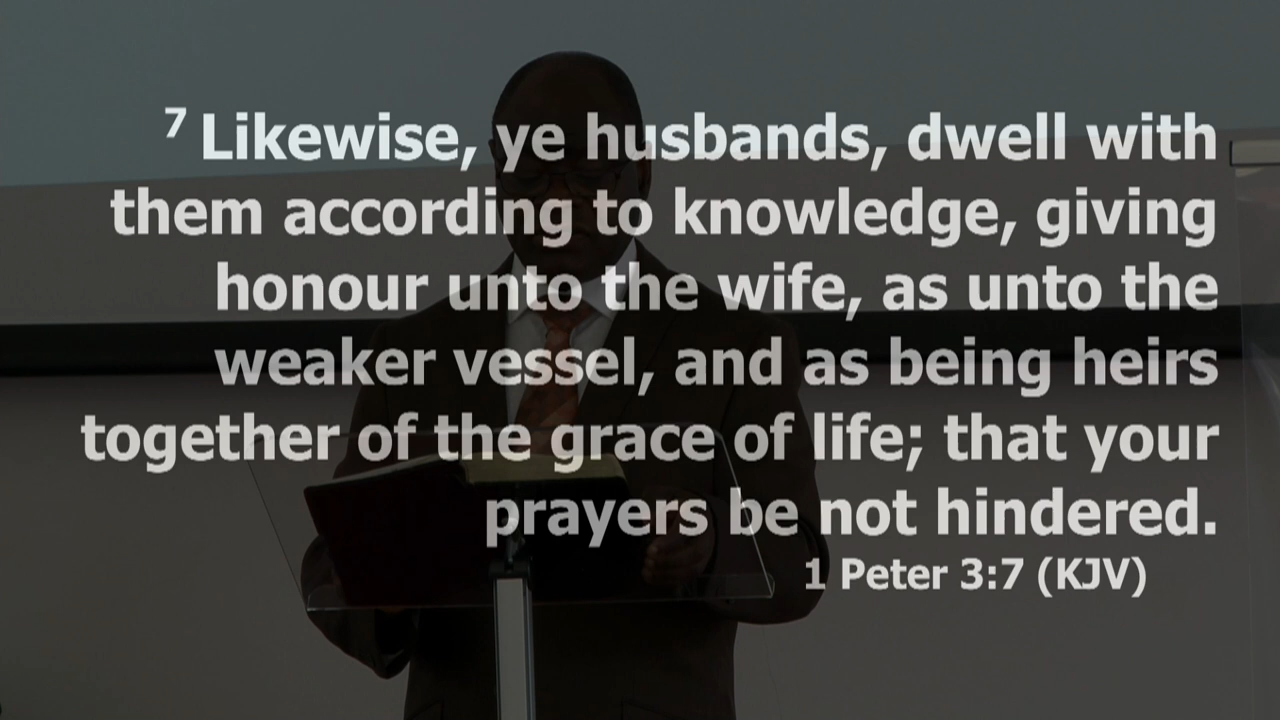 7 Likewise, ye husbands, dwell with
them according to knowledge, giving
honour unto the wife, as unto the
weaker vessel, and as being heirs
together of the grace of life; that your
prayers be not hindered.
1 Peter 3:7 (KJV)